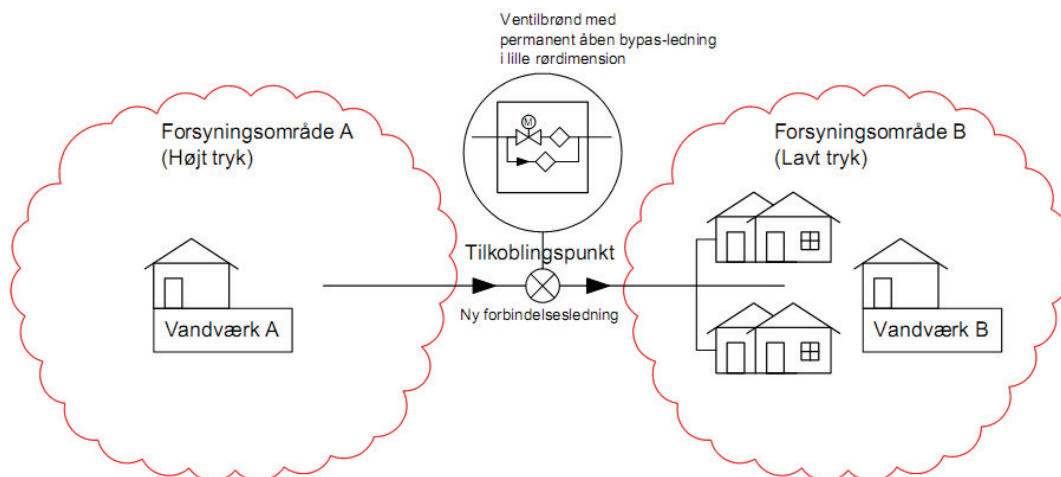 Ventilbrønd med
permanent åben bypas-ledning
i lille rørdimension
M
Forsyningsområde A
(Højt tryk)
Forsyningsområde B
(Lavt tryk)
Tilkoblingspunkt
Ny forbindelsesledning
Vandværk A
Vandværk B